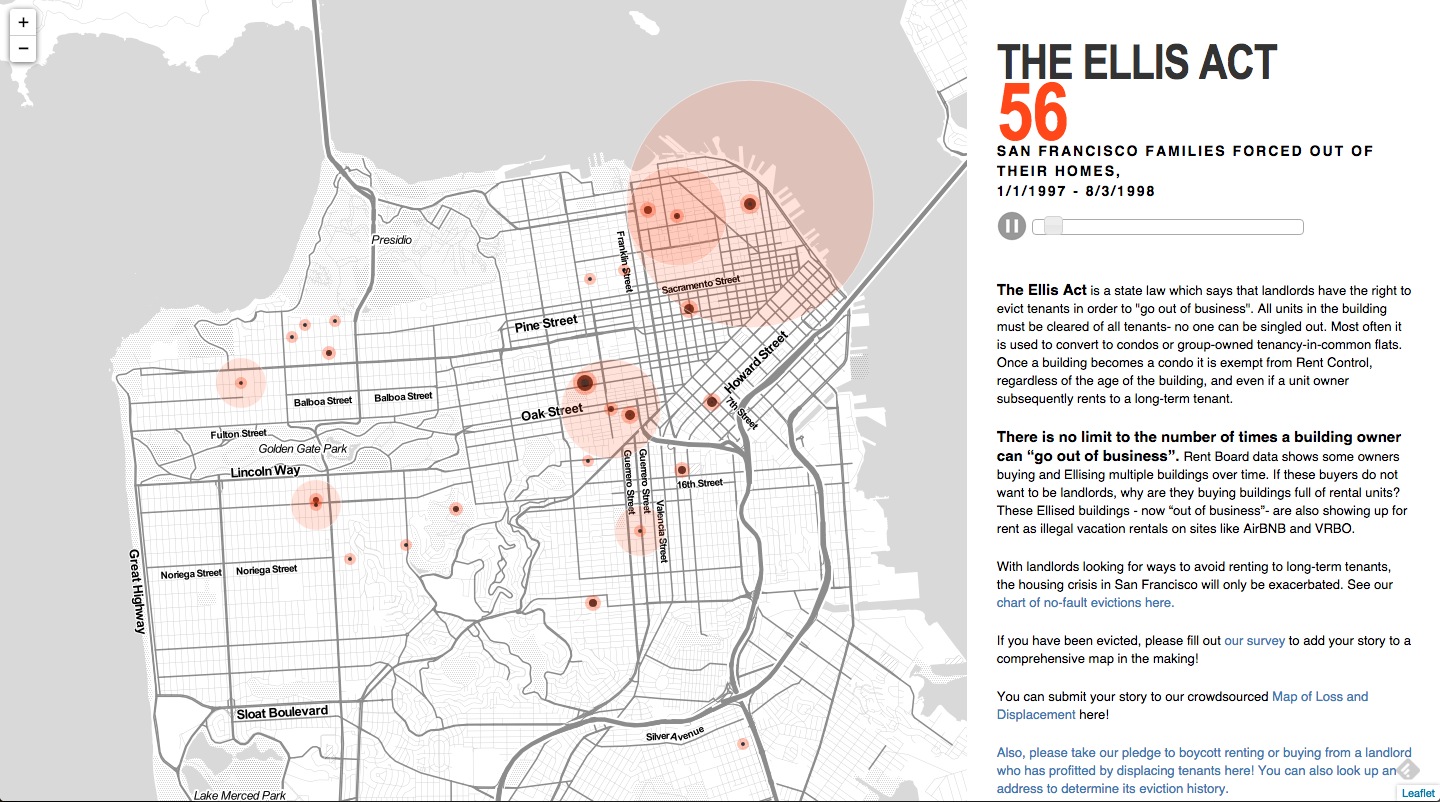 +
−
Presidio
Franklin Street
Sacramento Street
Pine Street
Howard Street
7th Street
Balboa Street
Balboa Street
Oak Street
Fulton Street
Golden Gate Park
Lincoln Way
Guerrero Street
Guerrero Street
16th Street
Valencia Street
Great Highway
Noriega Street
Noriega Street
Sloat Boulevard
Silver Avenue
Lake Merced Park
THE ELLIS ACT
56
SAN FRANCISCO FAMILIES FORCED OUT OF
THEIR HOMES,
1/1/1997 - 8/3/1998
The Ellis Act is a state law which says that landlords have the right to
evict tenants in order to "go out of business". All units in the building
must be cleared of all tenants- no one can be singled out. Most often it
is used to convert to condos or group-owned tenancy-in-common flats.
Once a building becomes a condo it is exempt from Rent Control,
regardless of the age of the building, and even if a unit owner
subsequently rents to a long-term tenant.
There is no limit to the number of times a building owner
can “go out of business”. Rent Board data shows some owners
buying and Ellising multiple buildings over time. If these buyers do not
want to be landlords, why are they buying buildings full of rental units?
These Ellised buildings - now “out of business”- are also showing up for
rent as illegal vacation rentals on sites like AirBNB and VRBO.
With landlords looking for ways to avoid renting to long-term tenants,
the housing crisis in San Francisco will only be exacerbated. See our
chart of no-fault evictions here.
If you have been evicted, please fill out our survey to add your story to a
comprehensive map in the making!
You can submit your story to our crowdsourced Map of Loss and
Displacement here!
Also, please take our pledge to boycott renting or buying from a landlord
who has profitted by displacing tenants here! You can also look up an
address to determine its eviction history.
Leaflet